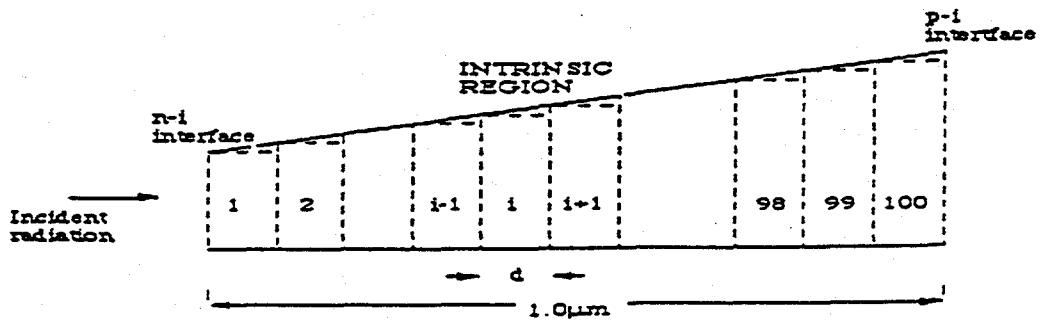 p-i
interface
INTRINSIC
REGION
n-i
interface
1 2 i-1 i i+1 98 99 100
Incident
radiation
d
1.0μm